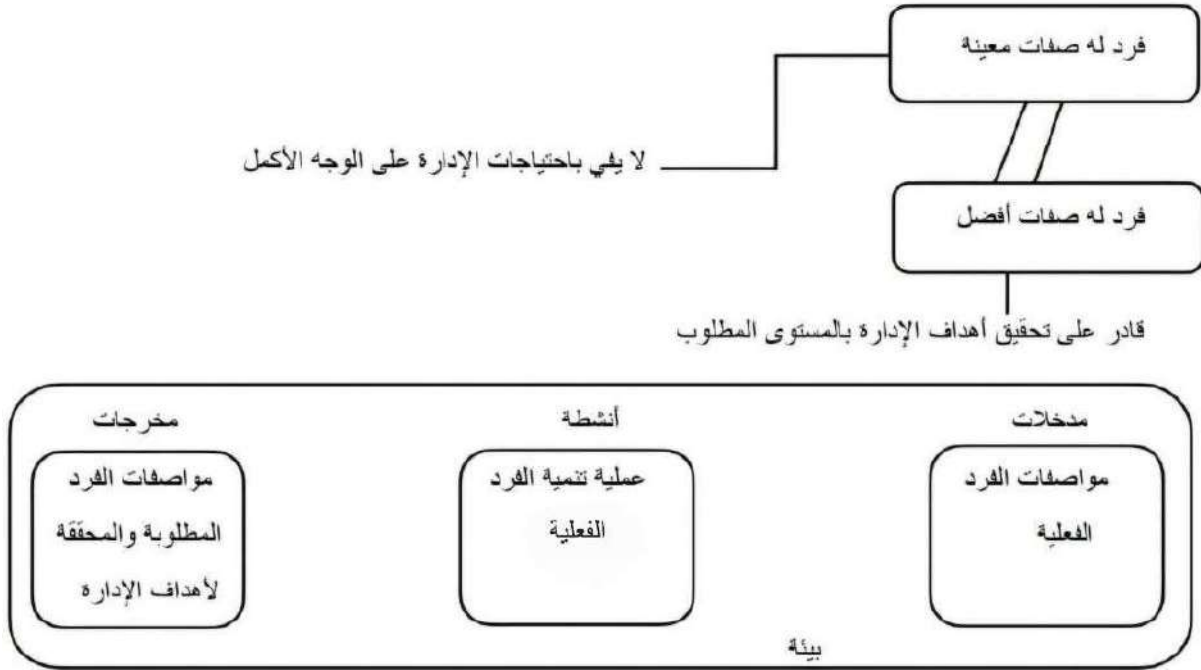 فرد له صفات معينة
لا يفي باحتياجات الإدارة على الوجه الأكمل
فرد له صفات أفضل
قادر على تحقيق أهداف الإدارة بالمستوى المطلوب
مدخلات
مواصفات الفرد
الفعلية
أنشطة
عملية تنمية الفرد
الفعلية
مخرجات
مواصفات الفرد
المطلوبة والمحققة
لأهداف الإدارة
بيئة